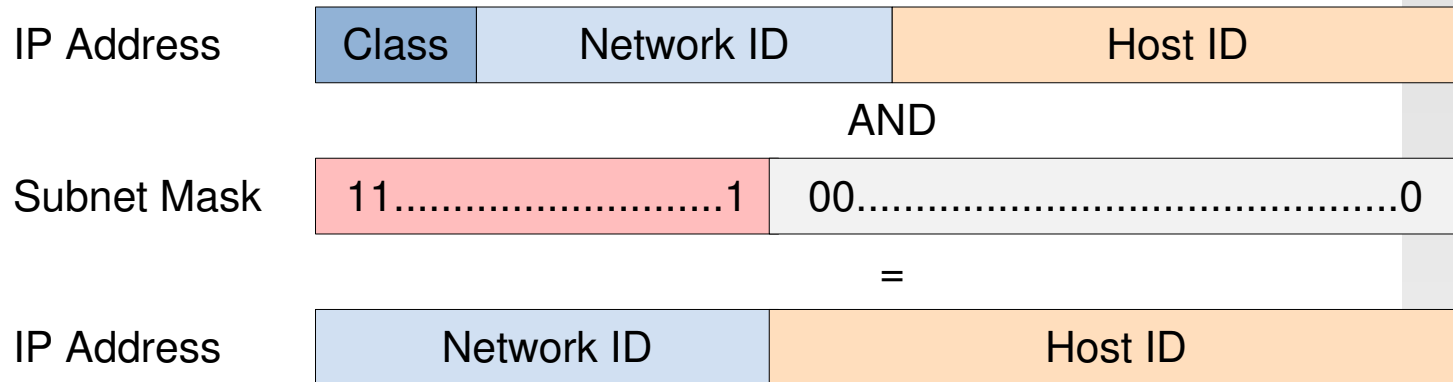 IP Address Class Network ID Host ID
AND
Subnet Mask 11............................1 00..............................................0
=
IP Address Network ID Host ID